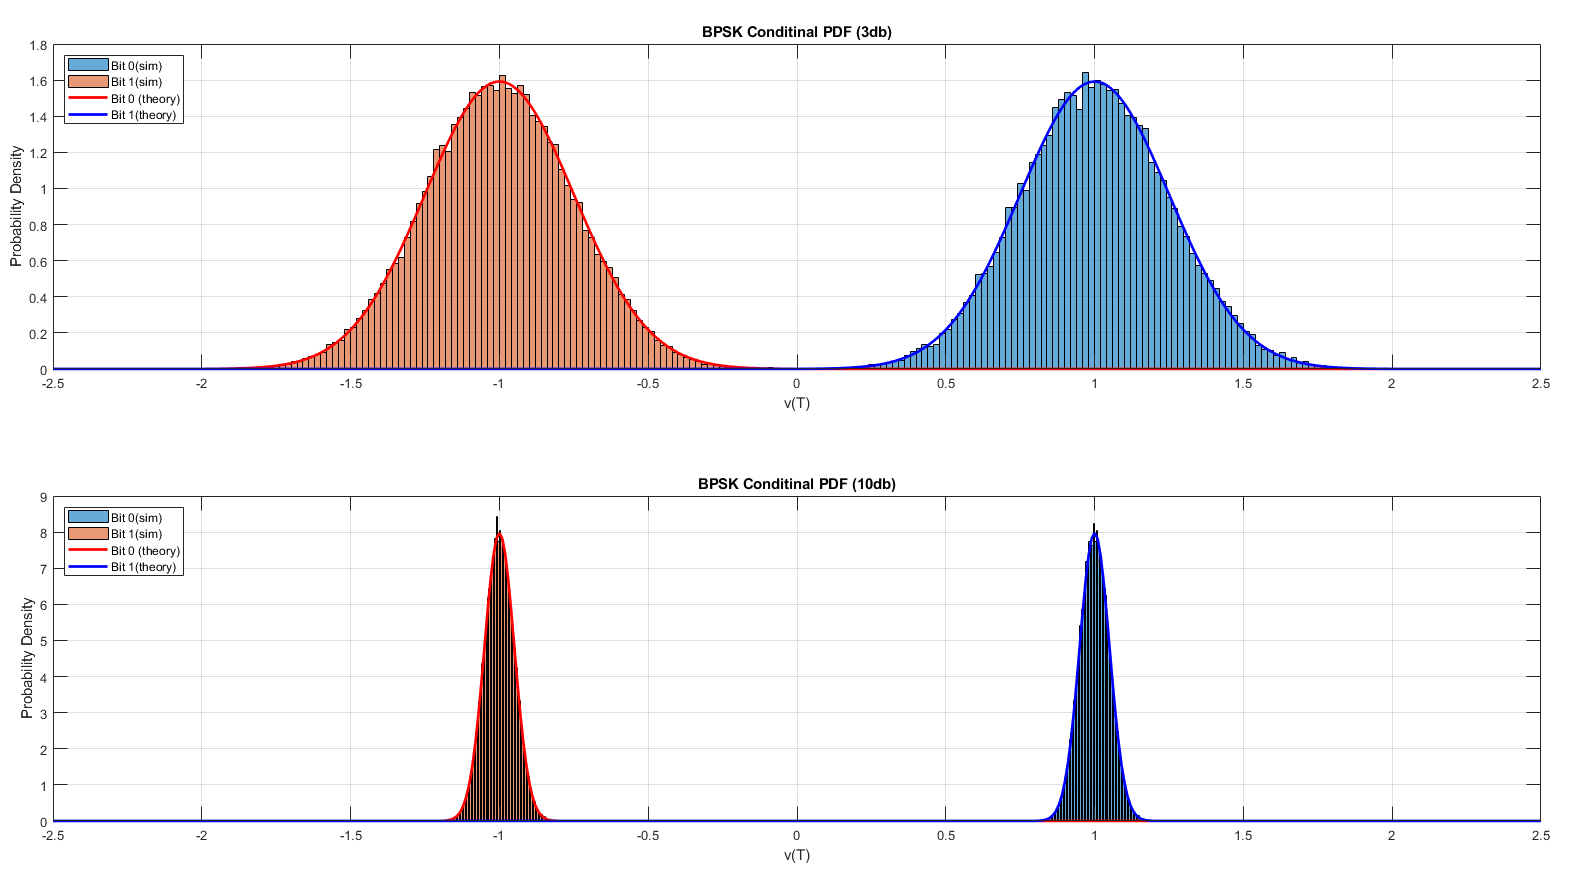 BPSK Conditinal PDF (3db)
Bit 0(sim)
Bit 1(sim)
Bit 0 (theory)
Bit 1(theory)
Probability Density
1.8
1.6
1.4
1.2
1
0.8
0.6
0.4
0.2
0
-2.5 -2 -1.5 -1 -0.5 0 0.5 1 1.5 2 2.5
v(T)
BPSK Conditinal PDF (10db)
Bit 0(sim)
Bit 1(sim)
Bit 0 (theory)
Bit 1(theory)
Probability Density
9
8
7
6
5
4
3
2
1
0
-2.5 -2 -1.5 -1 -0.5 0 0.5 1 1.5 2 2.5
v(T)